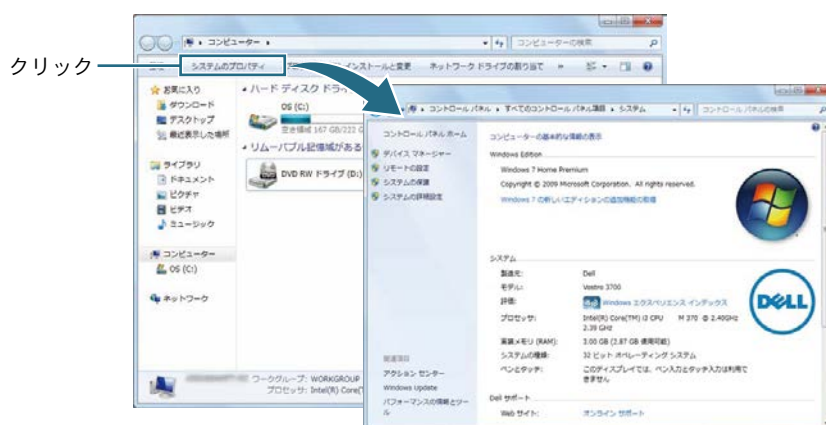 コンピューター
コンピューターの検索
クリック
システムのプロパティ
インストールと変更
ネットワーク ドライブの割り当て
»
お気に入り
ダウンロード
デスクトップ
最近表示した場所
ライブラリ
ドキュメント
ピクチャ
ビデオ
ミュージック
コンピューター
OS (C:)
ネットワーク
ハード ディスク ドライ
OS (C:)
空き領域 167 GB/222 G
リムーバブル記憶域がある
DVD RW ドライブ (D:)
ワークグループ: WORKGROUP
プロセッサ: Intel(R) Core(T
コントロール パネル
すべてのコントロール パネル項目
システム
コントロール パネルの検索
コントロール パネル ホーム
デバイス マネージャー
リモートの設定
システムの保護
システムの詳細設定
関連項目
アクション センター
Windows Update
パフォーマンスの情報とツー
ル
コンピューターの基本的な情報の表示
Windows Edition
Windows 7 Home Premium
Copyright © 2009 Microsoft Corporation. All rights reserved.
Windows 7 の新しいエディションの追加機能の取得
システム
製造元: Dell
モデル: Vostro 3700
評価: Windows エクスペリエンス インデックス
プロセッサ: Intel(R) Core(TM) i3 CPU M 370 @ 2.40GHz
2.39 GHz
実装メモリ (RAM): 3.00 GB (2.87 GB 使用可能)
システムの種類: 32 ビット オペレーティング システム
ペンとタッチ: このディスプレイでは、ペン入力とタッチ入力は利用で
きません
DELL
Dell サポート
Web サイト: オンライン サポート